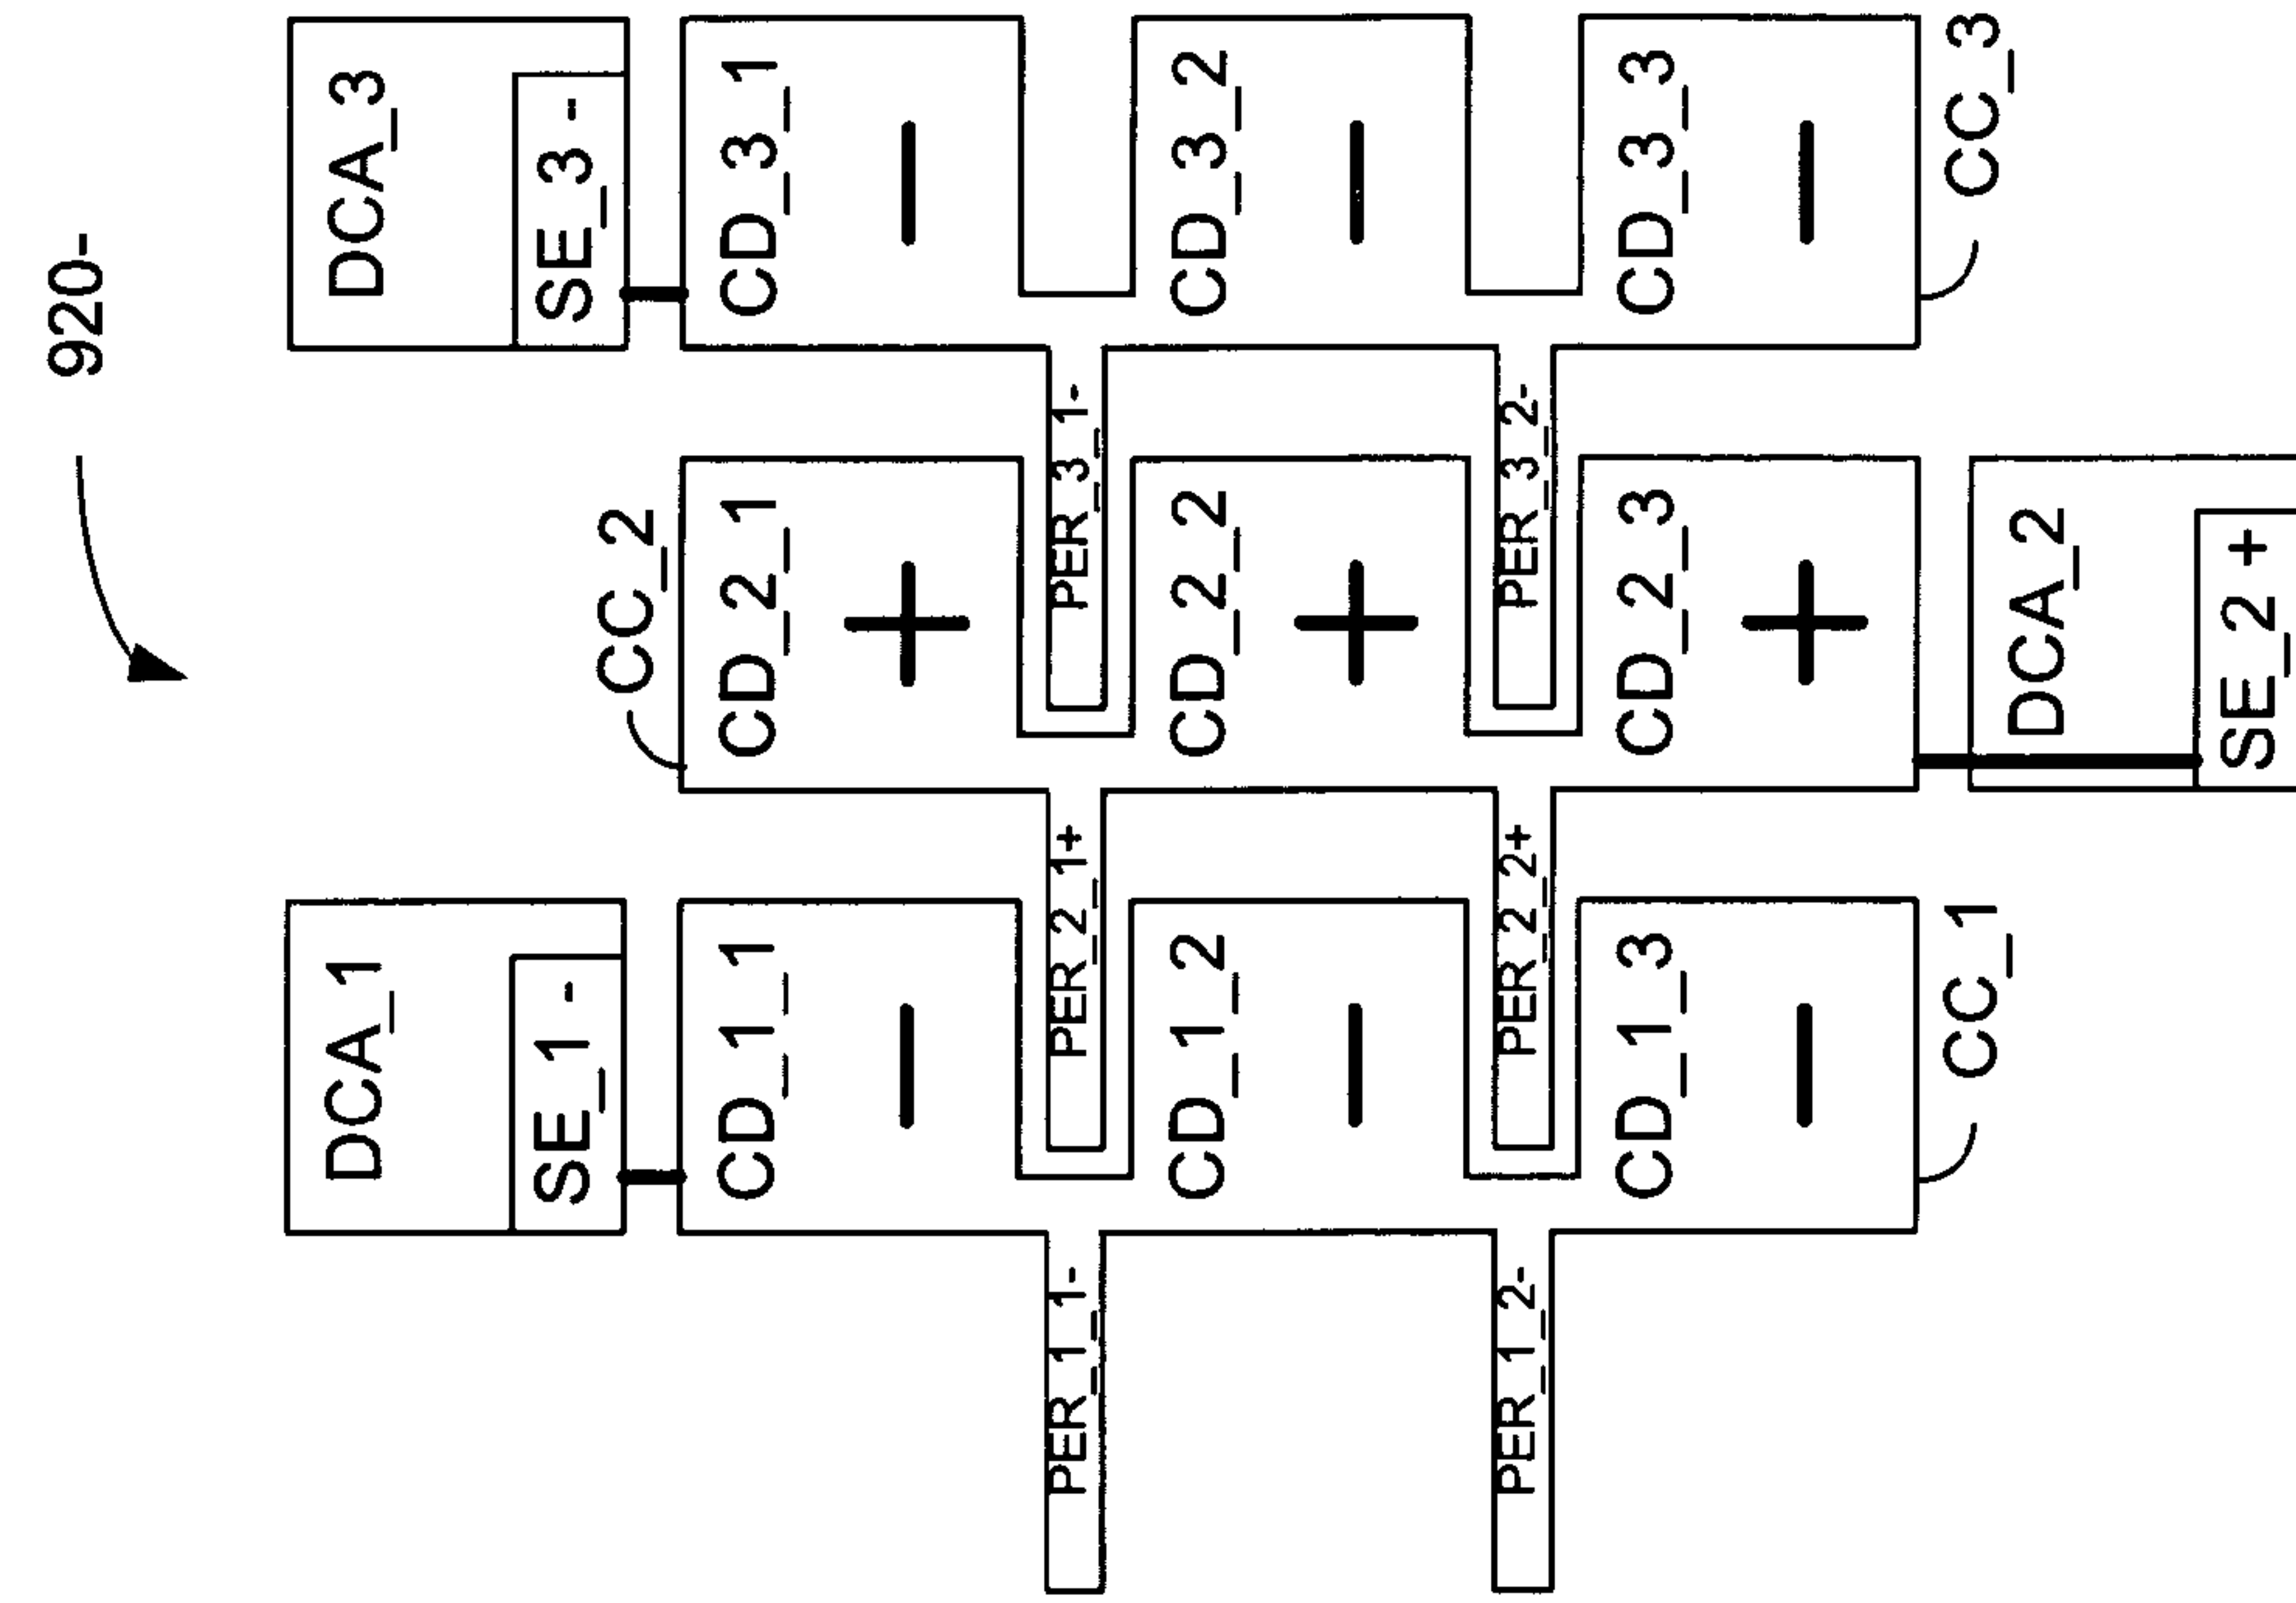 920-
DCA_1
SE_1 -
CD_1_1
PER_1_1-
PER_2_1+
CD_1_2
PER_1_2-
PER_2_2+
CD_1_3
CC_1
CC_2
CD_2_1
PER_3_1-
CD_2_2
PER_3_2-
CD_2_3
DCA_2
SE_2 +
DCA_3
SE_3 -
CD_3_1
CD_3_2
CD_3_3
CC_3